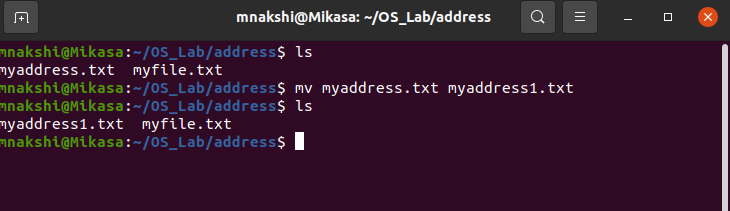 mnakshi@Mikasa: ~/OS_Lab/address
mnakshi@Mikasa:~/OS_Lab/address$ ls
myaddress.txt  myfile.txt
mnakshi@Mikasa:~/OS_Lab/address$ mv myaddress.txt myaddress1.txt
mnakshi@Mikasa:~/OS_Lab/address$ ls
myaddress1.txt  myfile.txt
mnakshi@Mikasa:~/OS_Lab/address$